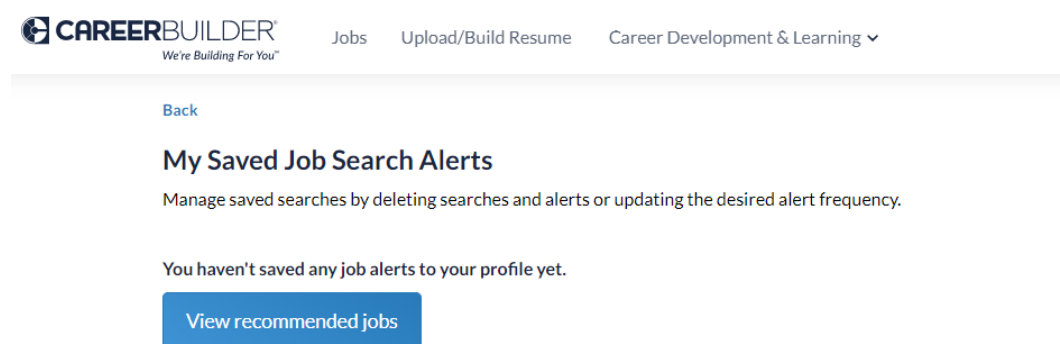 CAREERBUILDER®
We're Building For You™
Jobs Upload/Build Resume Career Development & Learning
Back
My Saved Job Search Alerts
Manage saved searches by deleting searches and alerts or updating the desired alert frequency.
You haven't saved any job alerts to your profile yet.
View recommended jobs